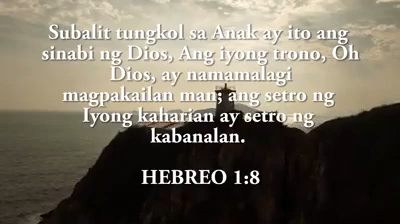 Subalit tungkol sa Anak ay ito ang
sinabi ng Dios, Ang iyong trono, Oh
Dios, ay namamalagi
magpakailan man; ang setro ng
Iyong kaharian ay setro ng
kabanalan.
HEBREO 1:8